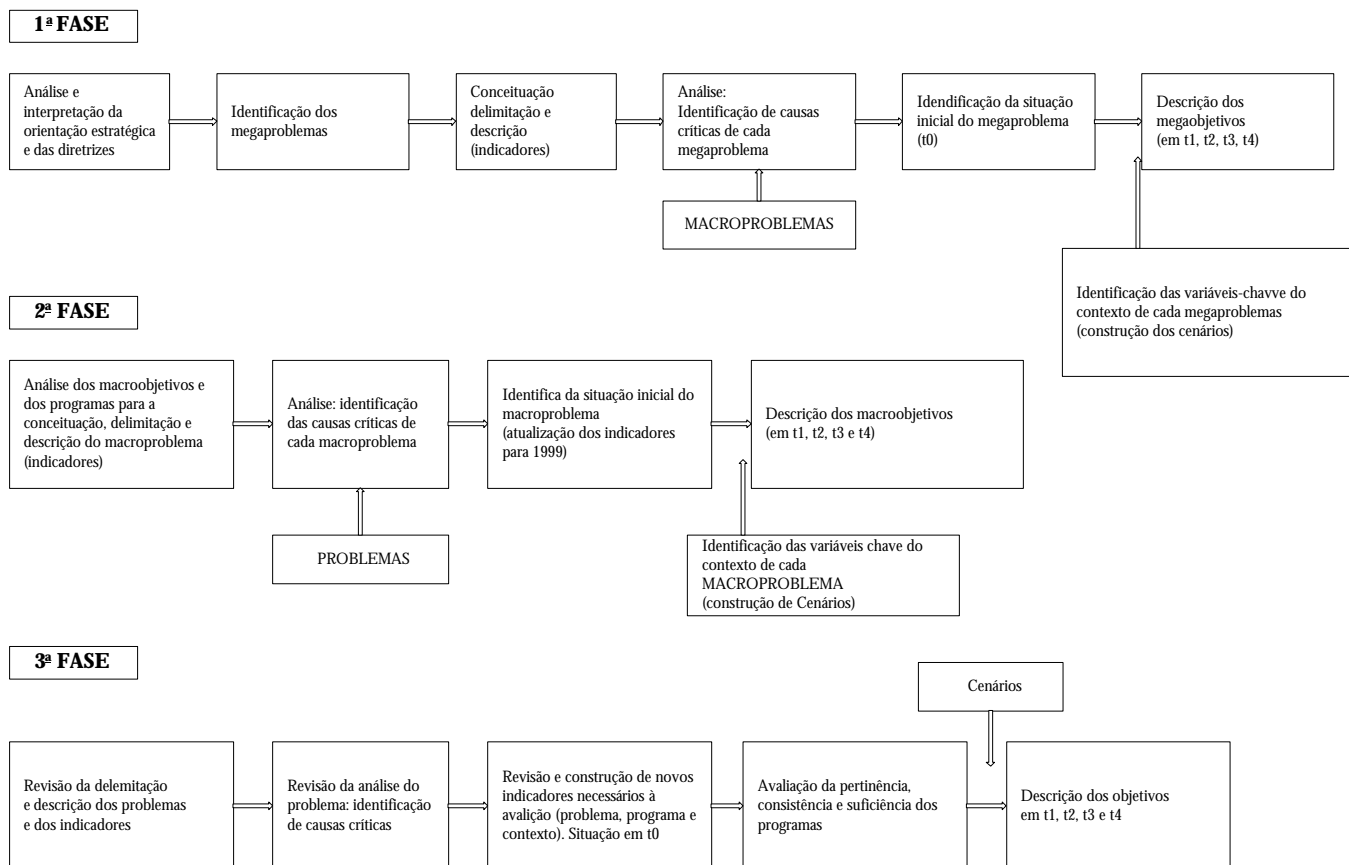 1ª FASE
Análise e
interpretação da
orientação estratégica
e das diretrizes
Identificação dos
megaproblemas
Conceituação
delimitação e
descrição
(indicadores)
Análise:
Identificação de causas
críticas de cada
megaproblema
Idendificação da situação
inicial do megaproblema
(t0)
Descrição dos
megaobjetivos
(em t1, t2, t3, t4)
MACROPROBLEMAS
Identificação das variáveis-chavve do
contexto de cada megaproblemas
(construção dos cenários)
2ª FASE
Análise dos macroobjetivos e
dos programas para a
conceituação, delimitação e
descrição do macroproblema
(indicadores)
Análise: identificação
das causas críticas de
cada macroproblema
Identifica da situação inicial do
macroproblema
(atualização dos indicadores
para 1999)
Descrição dos macroobjetivos
(em t1, t2, t3 e t4)
PROBLEMAS
Identificação das variáveis chave do
contexto de cada
MACROPROBLEMA
(construção de Cenários)
3ª FASE
Cenários
Revisão da delemitação
e descrição dos problemas
e dos indicadores
Revisão da análise do
problema: identificação
de causas críticas
Revisão e construção de novos
indicadores necessários à
avalição (problema, programa e
contexto). Situação em t0
Avaliação da pertinência,
consistência e suficiência dos
programas
Descrição dos objetivos
em t1, t2, t3 e t4